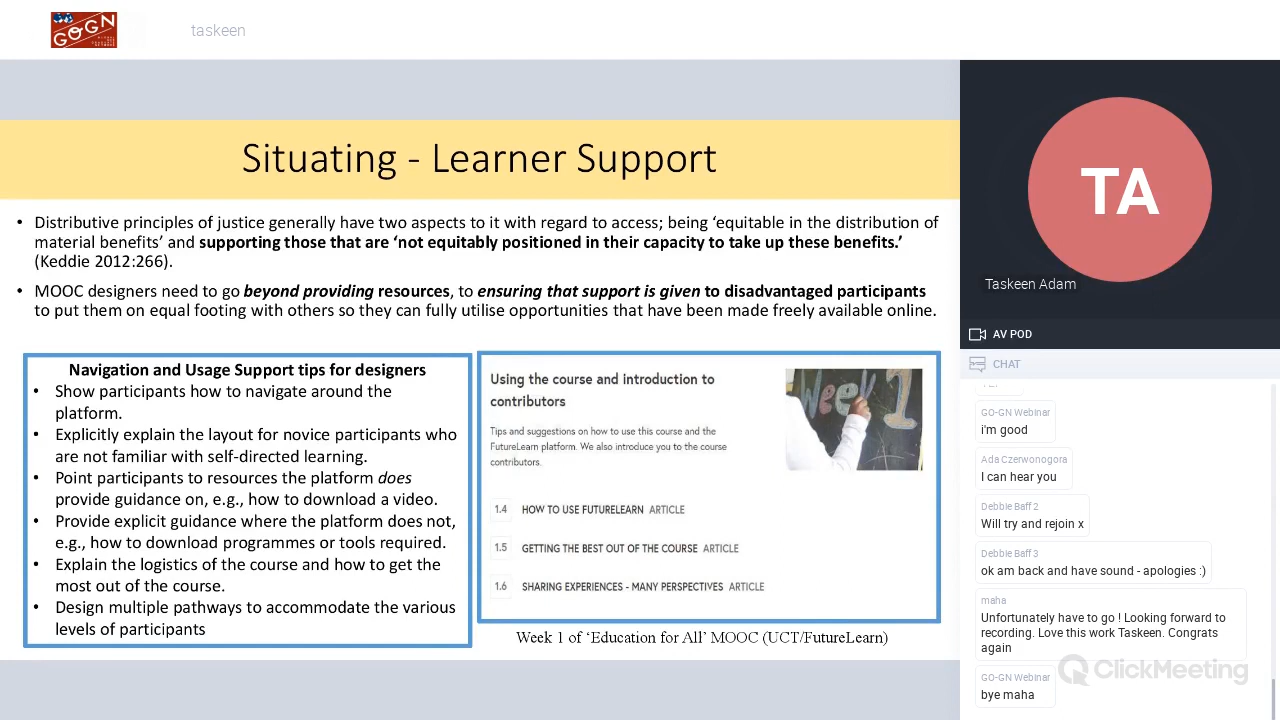 GO-GN
taskeen
Situating - Learner Support
• Distributive principles of justice generally have two aspects to it with regard to access; being ‘equitable in the distribution of
material benefits’ and supporting those that are ‘not equitably positioned in their capacity to take up these benefits.’
(Keddie 2012:266).
• MOOC designers need to go beyond providing resources, to ensuring that support is given to disadvantaged participants
to put them on equal footing with others so they can fully utilise opportunities that have been made freely available online.
Navigation and Usage Support tips for designers
• Show participants how to navigate around the
platform.
• Explicitly explain the layout for novice participants who
are not familiar with self-directed learning.
• Point participants to resources the platform does
provide guidance on, e.g., how to download a video.
• Provide explicit guidance where the platform does not,
e.g., how to download programmes or tools required.
• Explain the logistics of the course and how to get the
most out of the course.
• Design multiple pathways to accommodate the various
levels of participants
Using the course and introduction to
contributors
Tips and suggestions on how to use this course and the
FutureLearn platform. We also introduce you to the course
contributors.
Week 1
1.4 HOW TO USE FUTURELEARN ARTICLE
1.5 GETTING THE BEST OUT OF THE COURSE ARTICLE
1.6 SHARING EXPERIENCES - MANY PERSPECTIVES ARTICLE
Week 1 of ‘Education for All’ MOOC (UCT/FutureLearn)
TA
Taskeen Adam
AV POD
CHAT
GO-GN Webinar
i'm good
Ada Czerwonogora
I can hear you
Debbie Baff 2
Will try and rejoin x
Debbie Baff 3
ok am back and have sound - apologies :)
maha
Unfortunately have to go ! Looking forward to
recording. Love this work Taskeen. Congrats
again
GO-GN Webinar
bye maha
ClickMeeting